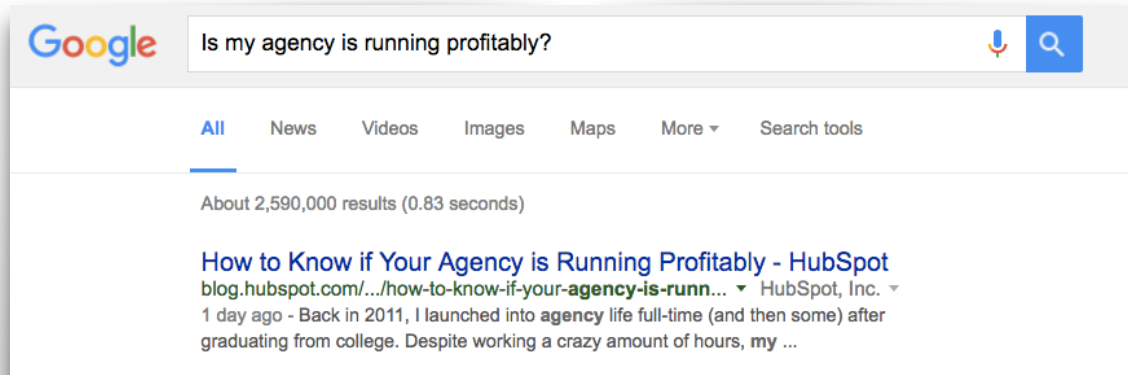 Google
Is my agency is running profitably?
All News Videos Images Maps More Search tools
About 2,590,000 results (0.83 seconds)
How to Know if Your Agency is Running Profitably - HubSpot
blog.hubspot.com/.../how-to-know-if-your-agency-is-runn... HubSpot, Inc.
1 day ago - Back in 2011, I launched into agency life full-time (and then some) after
graduating from college. Despite working a crazy amount of hours, my ...